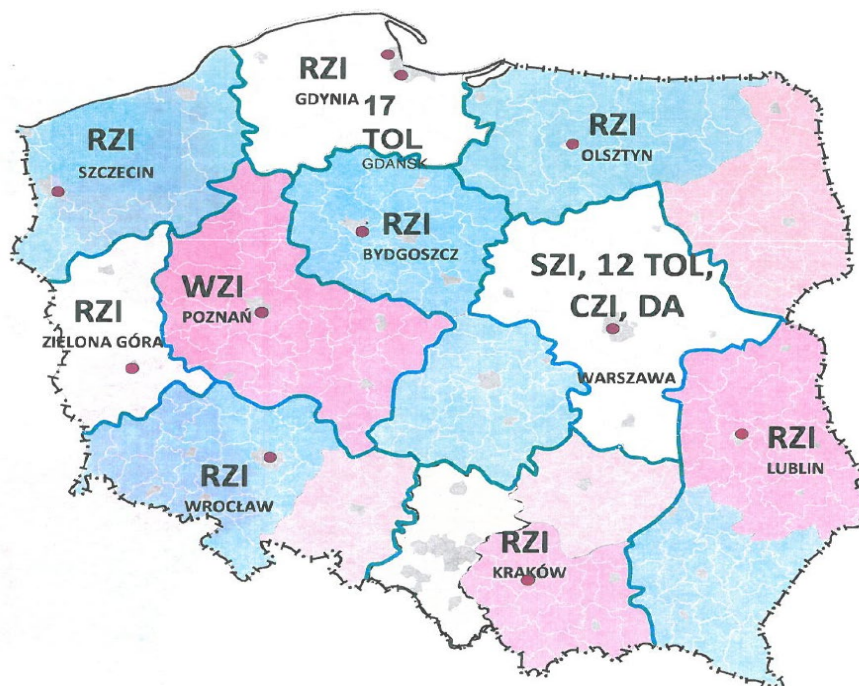 RZI
GDYNIA
17
TOL
GDAŃSK
RZI
SZCZECIN
RZI
OLSZTYN
RZI
BYDGOSZCZ
SZI, 12 TOL,
CZI, DA
WARSZAWA
WZI
POZNAŃ
RZI
ZIELONA GÓRA
RZI
WROCŁAW
RZI
LUBLIN
RZI
KRAKÓW